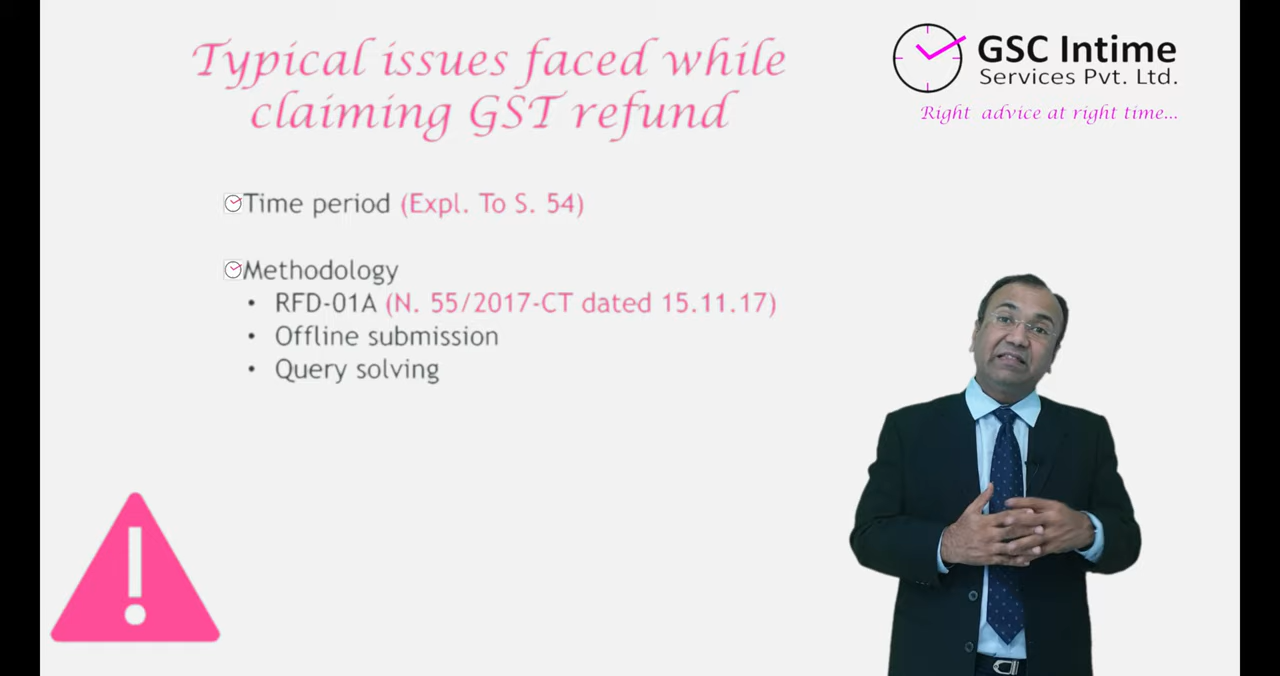 Typical issues faced while
claiming GST refund
GSC Intime
Services Pvt. Ltd.
Right advice at right time...
Time period (Expl. To S. 54)
Methodology
• RFD-01A (N. 55/2017-CT dated 15.11.17)
• Offline submission
• Query solving
!